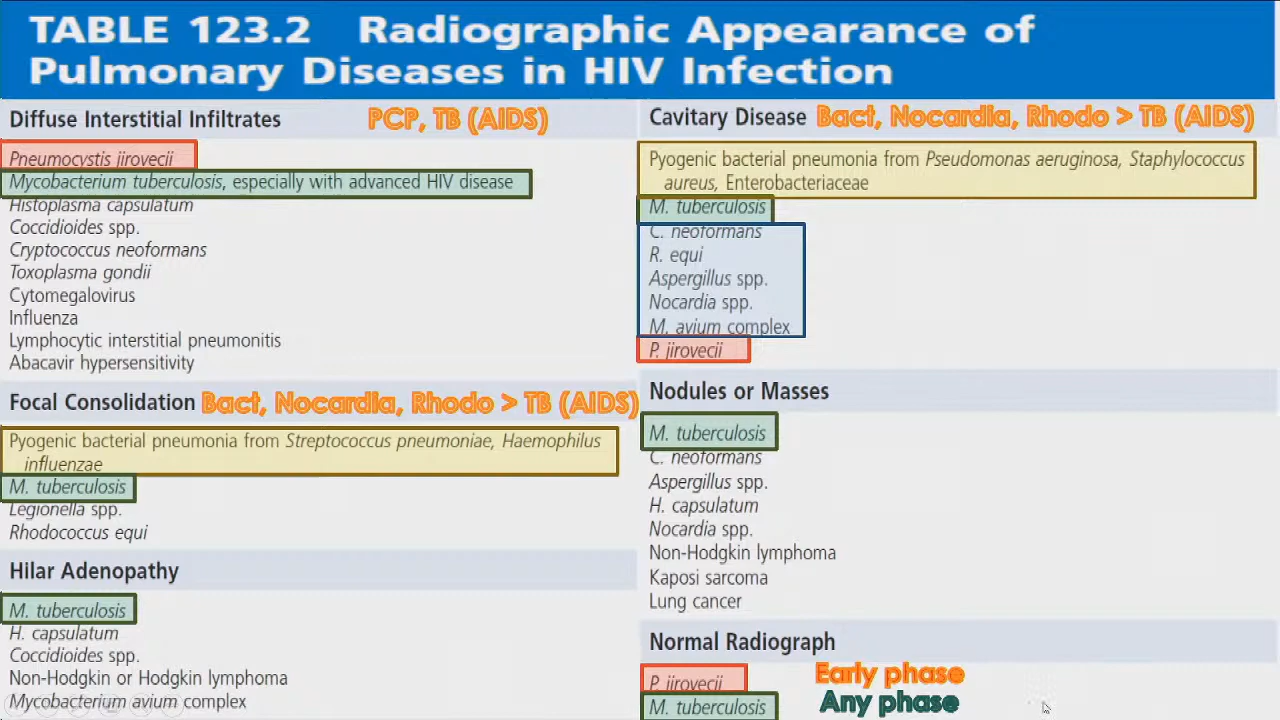 TABLE 123.2 Radiographic Appearance of
Pulmonary Diseases in HIV Infection
Diffuse Interstitial Infiltrates PCP, TB (AIDS)
Pneumocystis jirovecii
Mycobacterium tuberculosis, especially with advanced HIV disease
Histoplasma capsulatum
Coccidioides spp.
Cryptococcus neoformans
Toxoplasma gondii
Cytomegalovirus
Influenza
Lymphocytic interstitial pneumonitis
Abacavir hypersensitivity
Focal Consolidation Bact, Nocardia, Rhodo > TB (AIDS)
Pyogenic bacterial pneumonia from Streptococcus pneumoniae, Haemophilus
influenzae
M. tuberculosis
Legionella spp.
Rhodococcus equi
Hilar Adenopathy
M. tuberculosis
H. capsulatum
Coccidioides spp.
Non-Hodgkin or Hodgkin lymphoma
Mycobacterium avium complex
Cavitary Disease Bact, Nocardia, Rhodo > TB (AIDS)
Pyogenic bacterial pneumonia from Pseudomonas aeruginosa, Staphylococcus
aureus, Enterobacteriaceae
M. tuberculosis
C. neoformans
R. equi
Aspergillus spp.
Nocardia spp.
M. avium complex
P. jirovecii
Nodules or Masses
M. tuberculosis
C. neoformans
Aspergillus spp.
H. capsulatum
Nocardia spp.
Non-Hodgkin lymphoma
Kaposi sarcoma
Lung cancer
Normal Radiograph
P. jirovecii Early phase
M. tuberculosis Any phase